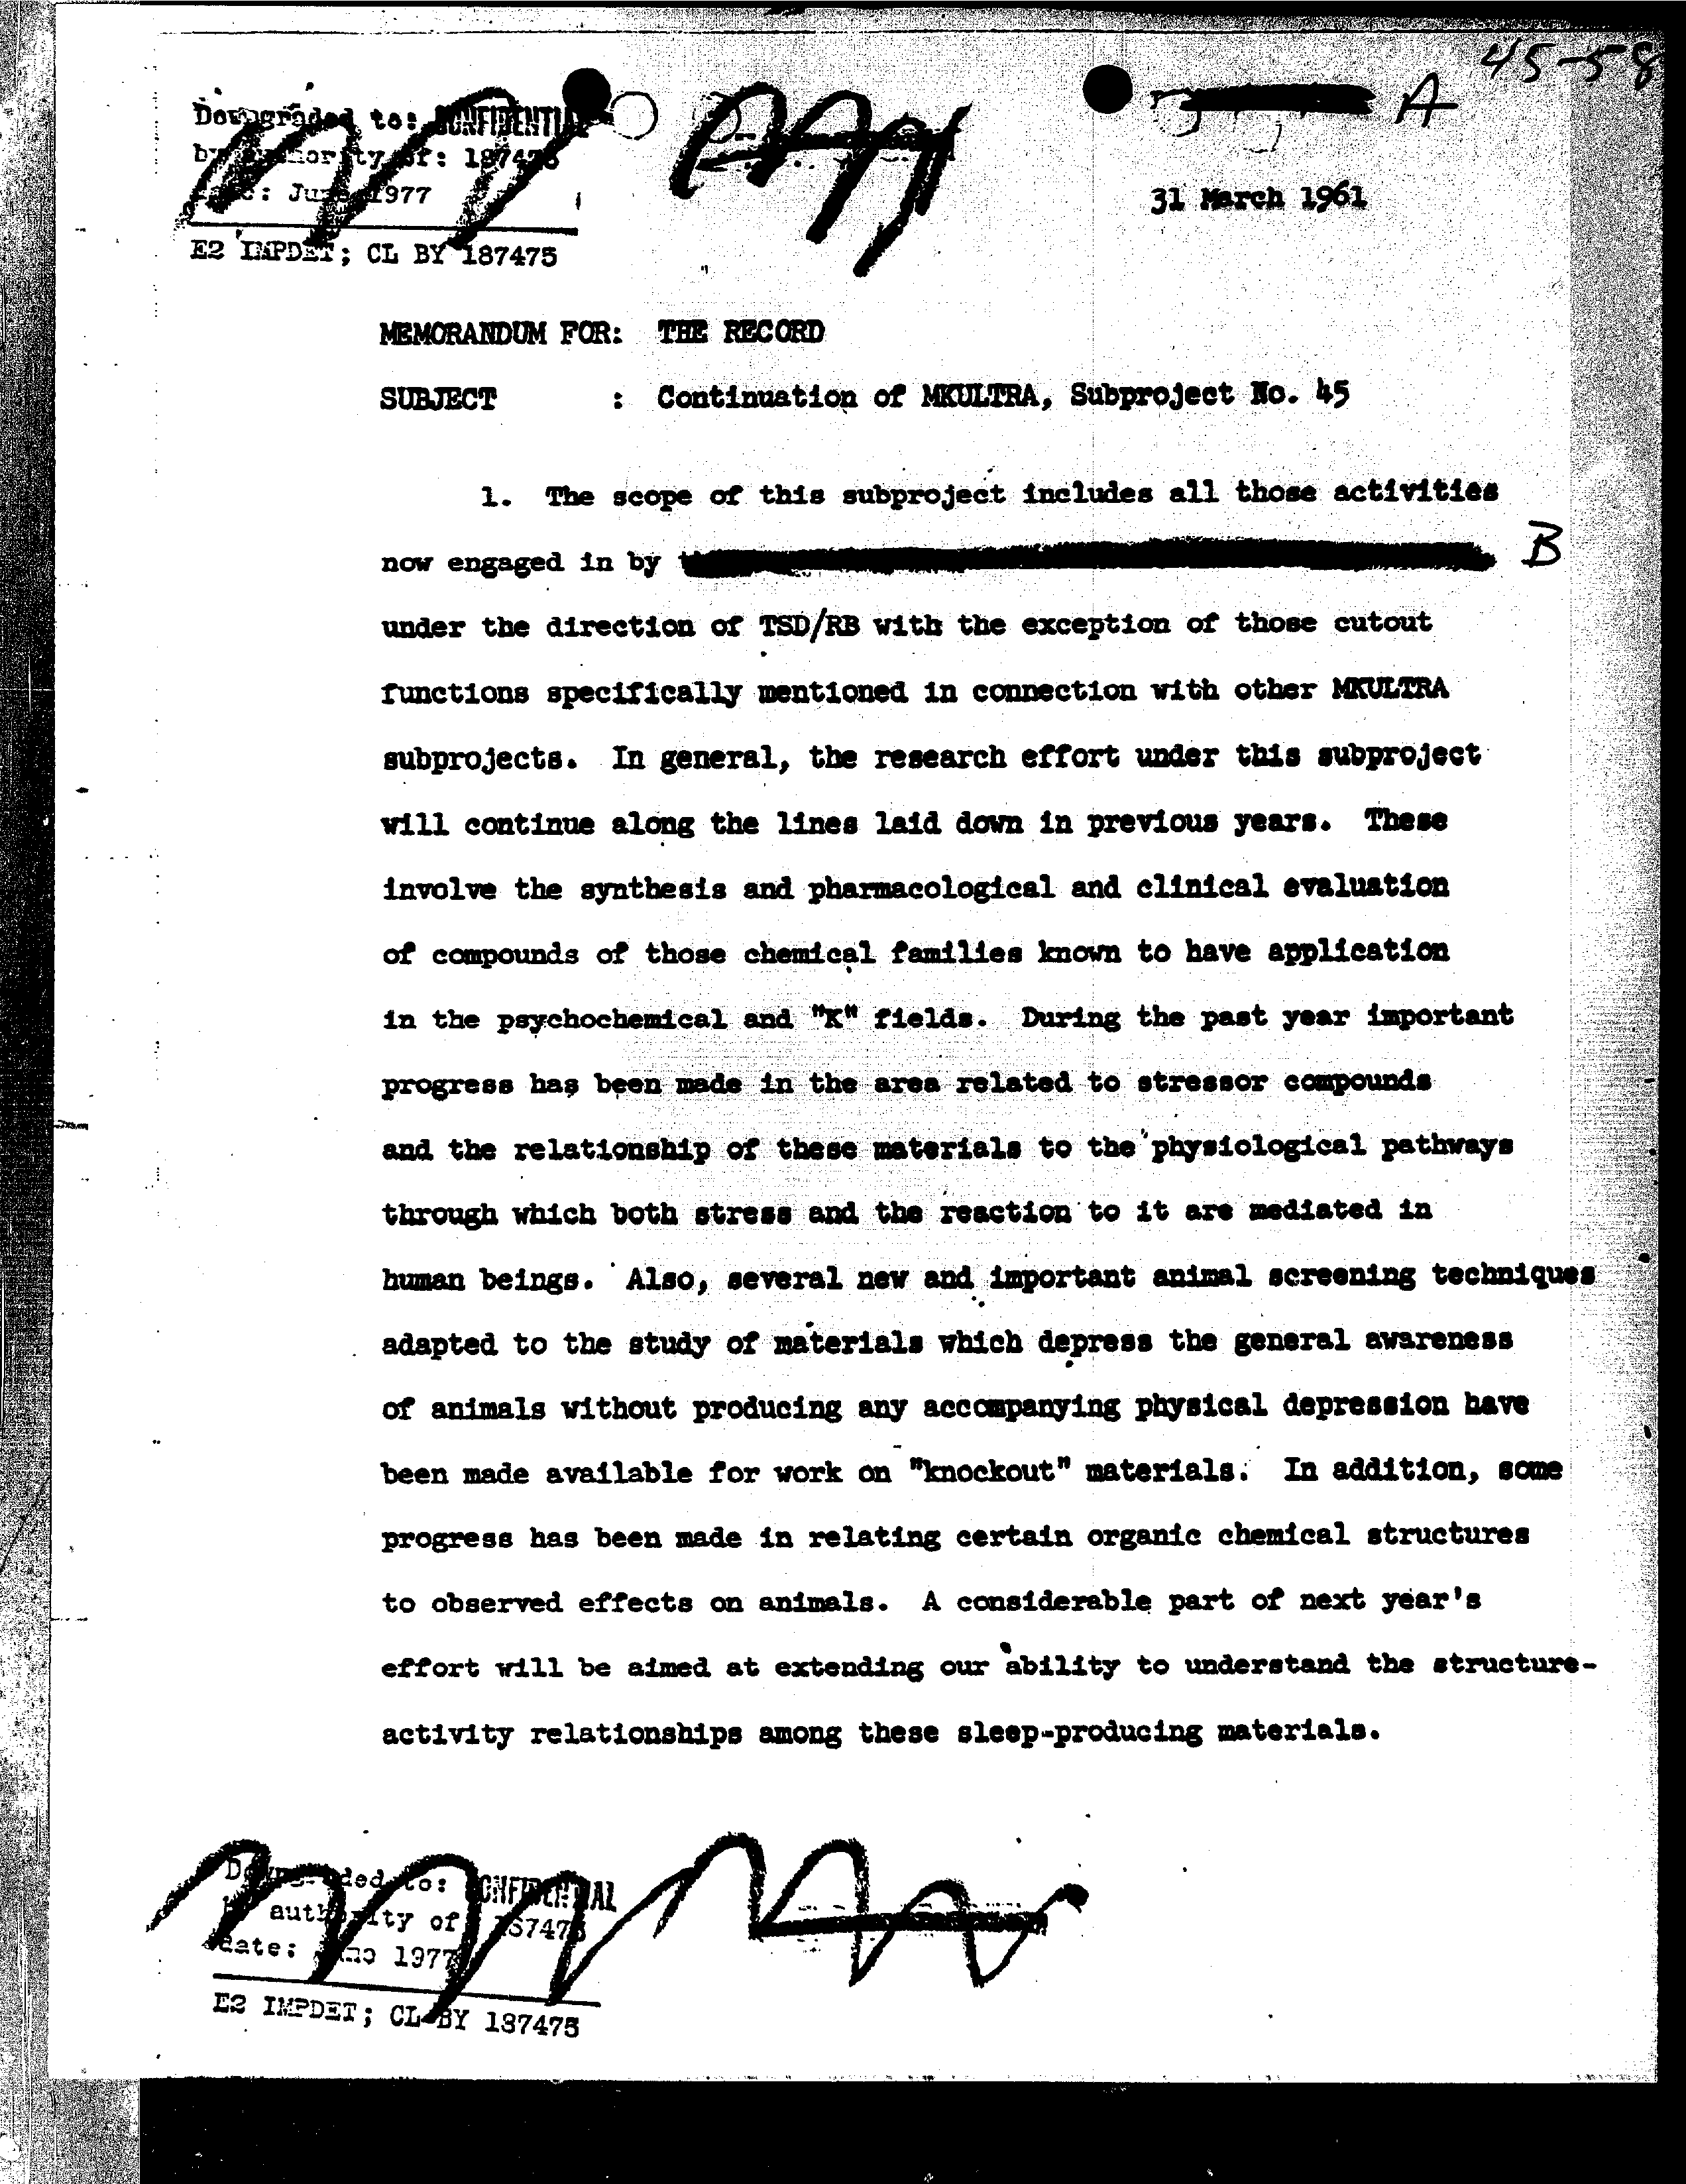 45-58
A
Downgraded to: CONFIDENTIAL
by authority of: 187475
1977
E2 IMPDET; CL BY 187475
31 March 1961
MEMORANDUM FOR: THE RECORD
SUBJECT : Continuation of MKULTRA, Subproject No. 45
1. The scope of this subproject includes all those activities
now engaged in by
B
under the direction of TSD/RB with the exception of those cutout
functions specifically mentioned in connection with other MKULTRA
subprojects. In general, the research effort under this subproject
will continue along the lines laid down in previous years. These
involve the synthesis and pharmacological and clinical evaluation
of compounds of those chemical families known to have application
in the psychochemical and "K" fields. During the past year important
progress has been made in the area related to stressor compounds
and the relationship of these materials to the physiological pathways
through which both stress and the reaction to it are mediated in
human beings. Also, several new and important animal screening techniques
adapted to the study of materials which depress the general awareness
of animals without producing any accompanying physical depression have
been made available for work on "knockout" materials. In addition, some
progress has been made in relating certain organic chemical structures
to observed effects on animals. A considerable part of next year's
effort will be aimed at extending our ability to understand the structure-
activity relationships among these sleep-producing materials.
Downgraded to: CONFIDENTIAL
authority of 187475
date: 1977
E2 IMPDET; CL BY 187475